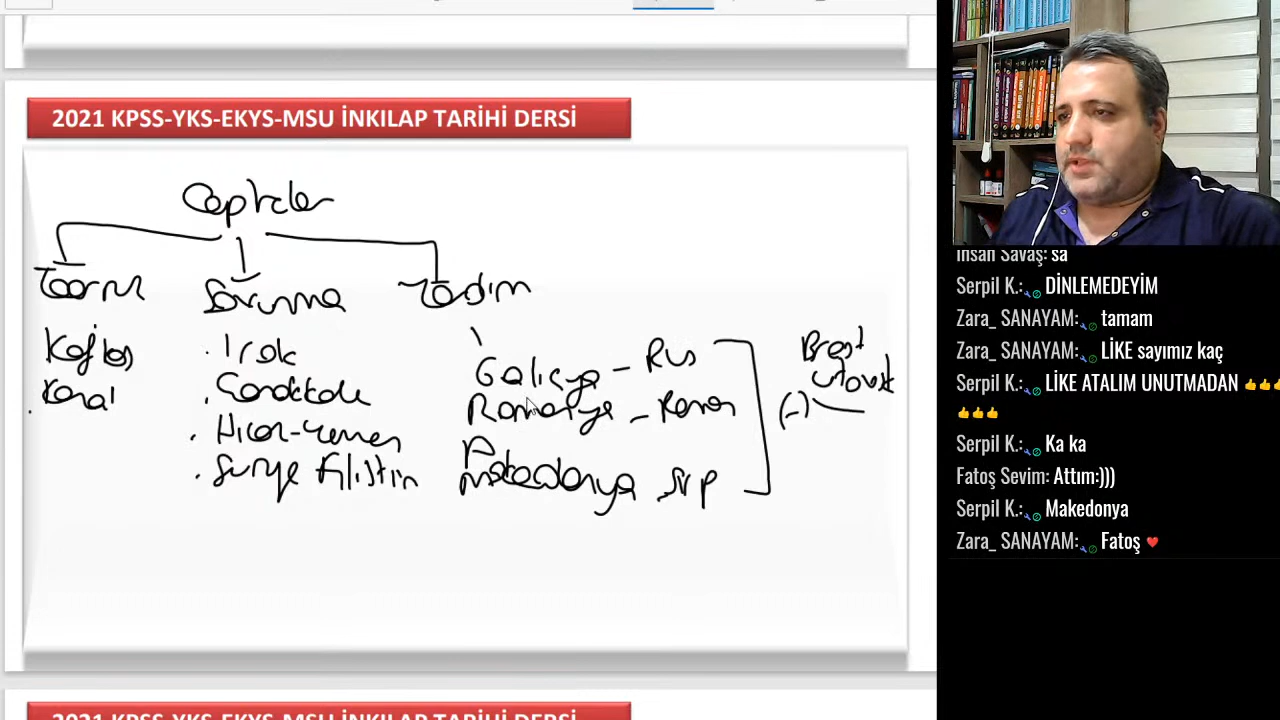 2021 KPSS-YKS-EKYS-MSU İNKILAP TARİHİ DERSİ
Cepheler
Taarruz Savunma Yardım
Kafkas
Kanal
. Irak
. Çanakkale
. Hicaz-Yemen
. Suriye Filistin
Galiçya - Rus
Romanya - Romen
Makedonya Sırp
Brest
Litovsk
(-)
2021 KPSS-YKS-EKYS-MSU İNKILAP TARİHİ DERSİ
İnsan Savaş: sa
Serpil K.: DİNLEMEDEYİM
Zara_ SANAYAM: tamam
Zara_ SANAYAM: LİKE sayımız kaç
Serpil K.: LİKE ATALIM UNUTMADAN 👍👍👍
👍👍👍
Serpil K.: Ka ka
Fatoş Sevim: Attım:)))
Serpil K.: Makedonya
Zara_ SANAYAM: Fatoş ❤️